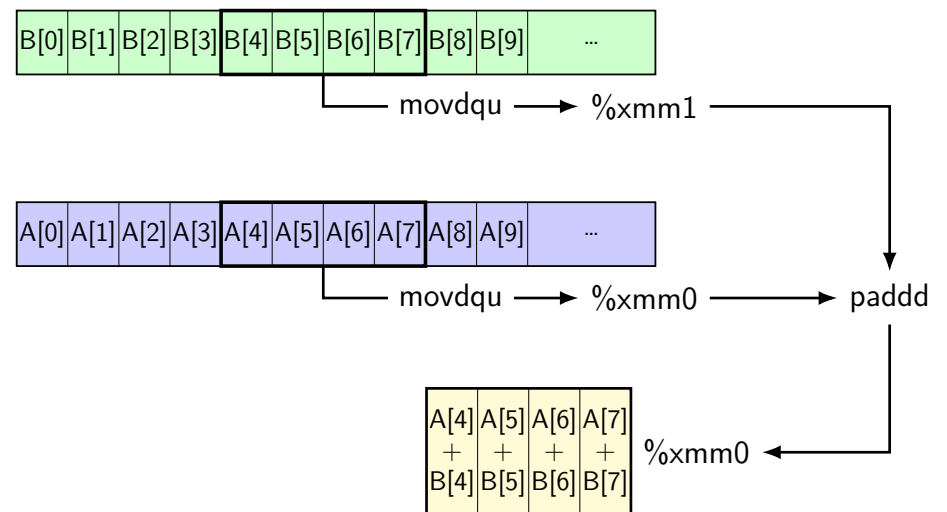 B[0] B[1] B[2] B[3] B[4] B[5] B[6] B[7] B[8] B[9] ...
movdqu %xmm1
A[0] A[1] A[2] A[3] A[4] A[5] A[6] A[7] A[8] A[9] ...
movdqu %xmm0 paddd
A[4] A[5] A[6] A[7]
+ + + + %xmm0
B[4] B[5] B[6] B[7]